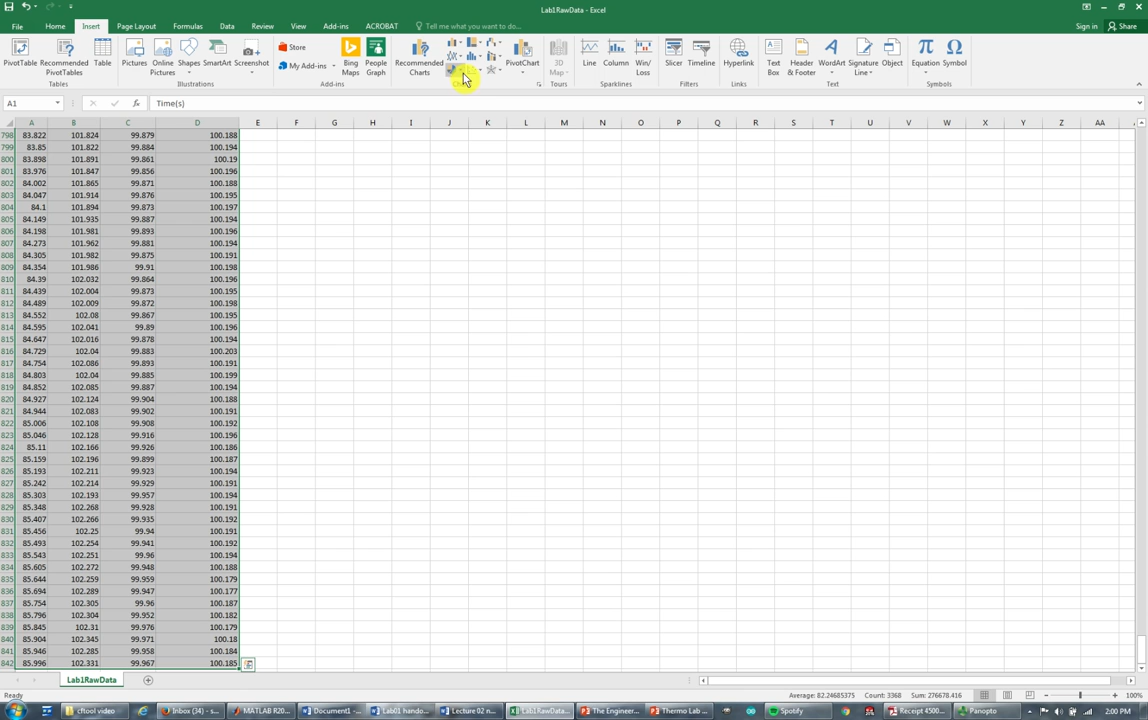 Lab1RawData - Excel
File Home Insert Page Layout Formulas Data Review View Add-ins ACROBAT Tell me what you want to do... Sign in Share
PivotTable Recommended PivotTables Table Pictures Online Pictures Shapes SmartArt Screenshot Store My Add-ins Bing Maps People Graph Recommended Charts PivotChart 3D Map Line Column Win/Loss Slicer Timeline Hyperlink Text Box Header & Footer WordArt Signature Line Object Equation Symbol
Tables Illustrations Add-ins Tours Sparklines Filters Links Text Symbols
A1 fx Time(s)
A B C D E F G H I J K L M N O P Q R S T U V W X Y Z AA
798 83.822 101.824 99.879 100.188
799 83.85 101.822 99.884 100.194
800 83.898 101.891 99.861 100.19
801 83.976 101.847 99.856 100.196
802 84.002 101.865 99.871 100.188
803 84.047 101.914 99.876 100.195
804 84.1 101.894 99.873 100.197
805 84.149 101.935 99.887 100.194
806 84.198 101.981 99.893 100.196
807 84.273 101.962 99.881 100.194
808 84.305 101.982 99.875 100.191
809 84.354 101.986 99.91 100.198
810 84.39 102.032 99.864 100.196
811 84.439 102.004 99.873 100.195
812 84.489 102.009 99.872 100.198
813 84.552 102.08 99.867 100.195
814 84.595 102.041 99.89 100.196
815 84.647 102.016 99.878 100.194
816 84.729 102.04 99.883 100.203
817 84.754 102.086 99.893 100.191
818 84.803 102.04 99.885 100.199
819 84.852 102.085 99.887 100.194
820 84.927 102.124 99.904 100.188
821 84.944 102.083 99.902 100.191
822 85.006 102.108 99.908 100.192
823 85.046 102.128 99.916 100.196
824 85.11 102.166 99.926 100.186
825 85.159 102.196 99.899 100.187
826 85.193 102.211 99.923 100.194
827 85.242 102.214 99.929 100.191
828 85.303 102.193 99.957 100.194
829 85.348 102.268 99.928 100.191
830 85.407 102.266 99.935 100.192
831 85.456 102.25 99.94 100.191
832 85.493 102.254 99.941 100.192
833 85.543 102.251 99.96 100.194
834 85.605 102.272 99.948 100.188
835 85.644 102.259 99.959 100.179
836 85.694 102.289 99.947 100.177
837 85.754 102.305 99.96 100.187
838 85.796 102.304 99.952 100.182
839 85.845 102.31 99.976 100.179
840 85.904 102.345 99.971 100.18
841 85.946 102.285 99.958 100.184
842 85.996 102.331 99.967 100.185
Lab1RawData
Ready Average: 82.24685375 Count: 3368 Sum: 276678.416 100%
cftool video Inbox (34) - s... MATLAB R20... Document1 -... Lab01 hando... Lecture 02 n... Lab1RawData... The Engineer... Thermo Lab ... Spotify Receipt 4500... Panopto 2:00 PM